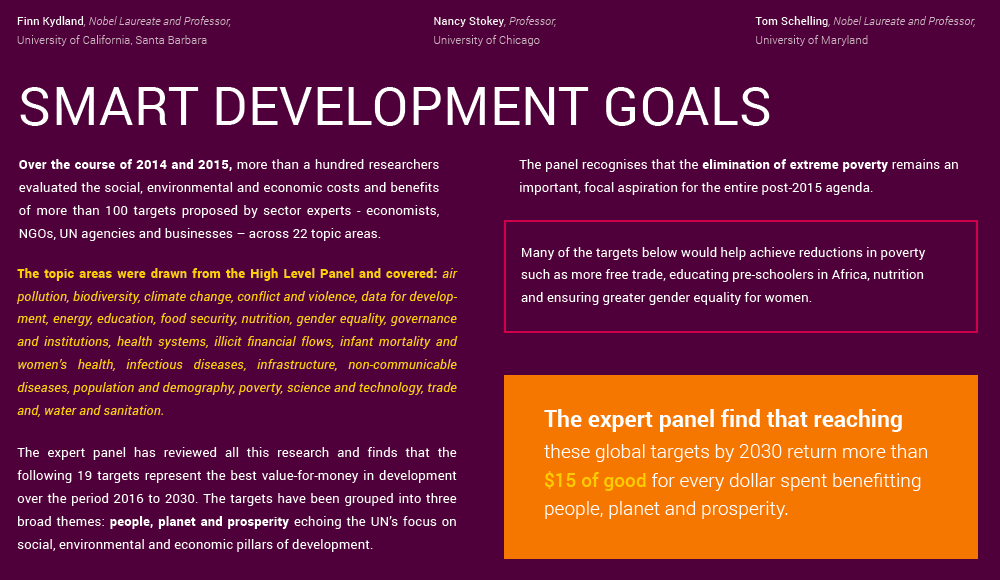 Finn Kydland, Nobel Laureate and Professor,
University of California, Santa Barbara
Nancy Stokey, Professor,
University of Chicago
Tom Schelling, Nobel Laureate and Professor,
University of Maryland
SMART DEVELOPMENT GOALS
Over the course of 2014 and 2015, more than a hundred researchers
evaluated the social, environmental and economic costs and benefits
of more than 100 targets proposed by sector experts - economists,
NGOs, UN agencies and businesses – across 22 topic areas.
The topic areas were drawn from the High Level Panel and covered: air
pollution, biodiversity, climate change, conflict and violence, data for develop-
ment, energy, education, food security, nutrition, gender equality, governance
and institutions, health systems, illicit financial flows, infant mortality and
women's health, infectious diseases, infrastructure, non-communicable
diseases, population and demography, poverty, science and technology, trade
and, water and sanitation.
The expert panel has reviewed all this research and finds that the
following 19 targets represent the best value-for-money in development
over the period 2016 to 2030. The targets have been grouped into three
broad themes: people, planet and prosperity echoing the UN's focus on
social, environmental and economic pillars of development.
The panel recognises that the elimination of extreme poverty remains an
important, focal aspiration for the entire post-2015 agenda.
Many of the targets below would help achieve reductions in poverty
such as more free trade, educating pre-schoolers in Africa, nutrition
and ensuring greater gender equality for women.
The expert panel find that reaching
these global targets by 2030 return more than
$15 of good for every dollar spent benefitting
people, planet and prosperity.